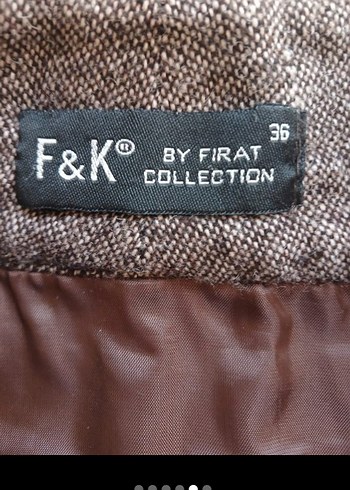 36
F&K®
BY FIRAT
COLLECTION